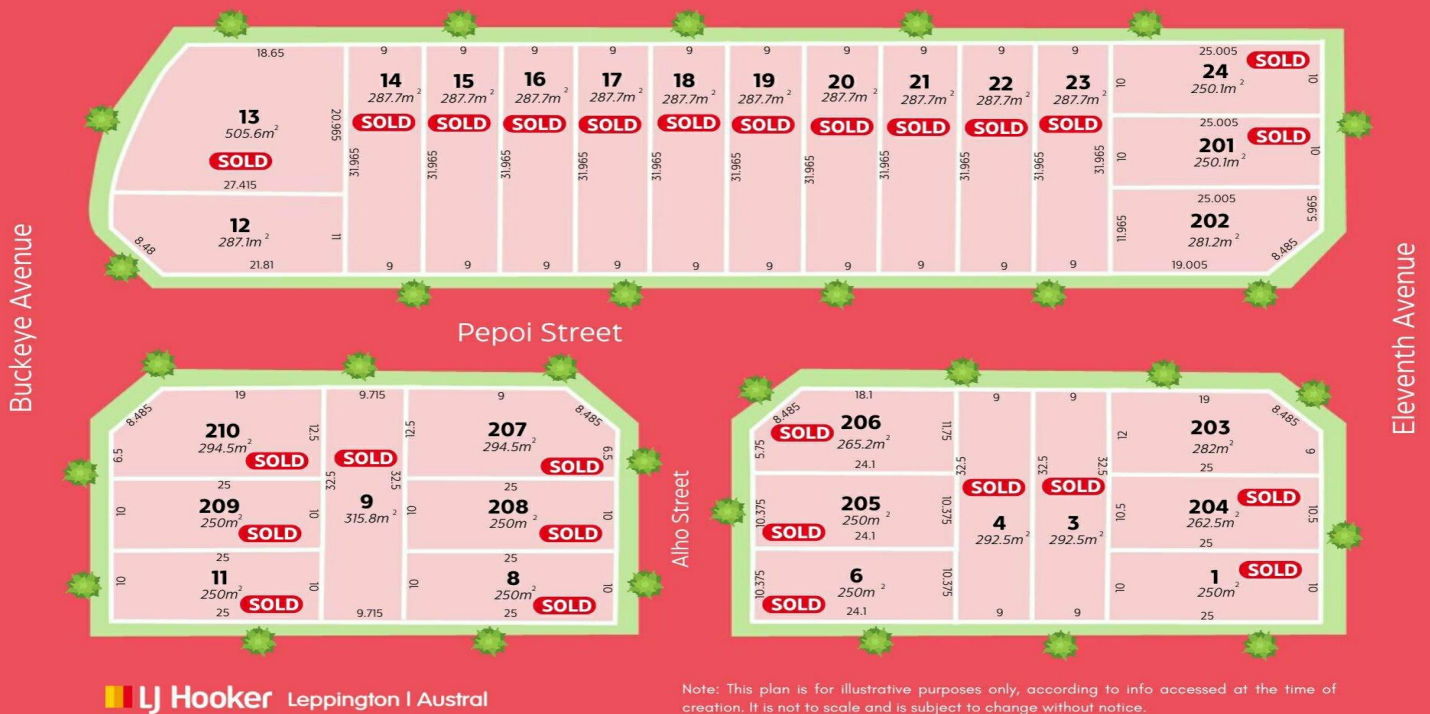 18.65
13
505.6m²
SOLD
20.965
27.415
12
287.1m²
8.48
11
21.81
9
14
287.7m²
SOLD
31.965
9
9
15
287.7m²
SOLD
31.965
9
9
16
287.7m²
SOLD
31.965
9
9
17
287.7m²
SOLD
31.965
9
9
18
287.7m²
SOLD
31.965
9
9
19
287.7m²
SOLD
31.965
9
9
20
287.7m²
SOLD
31.965
9
9
21
287.7m²
SOLD
31.965
9
9
22
287.7m²
SOLD
31.965
9
9
23
287.7m²
SOLD
31.965
9
25.005
SOLD
24
250.1m²
10
10
25.005
SOLD
201
250.1m²
10
10
25.005
202
281.2m²
11.965
5.965
8.485
19.005
Buckeye Avenue
Pepoi Street
Eleventh Avenue
Alho Street
19
8.485
210
294.5m²
SOLD
6.5
12.5
25
209
250m²
SOLD
10
10
25
11
250m²
SOLD
10
10
25
9.715
SOLD
32.5
32.5
9
315.8m²
9.715
9
8.485
12.5
207
294.5m²
SOLD
6.5
25
208
250m²
SOLD
10
10
25
8
250m²
SOLD
10
10
25
18.1
8.485
206
SOLD
265.2m²
5.75
11.75
24.1
205
250m²
24.1
SOLD
10.375
10.375
6
250m²
SOLD
10.375
10.375
24.1
9
32.5
SOLD
4
292.5m²
9
9
32.5
32.5
SOLD
3
292.5m²
9
19
8.485
203
282m²
12
6
25
204
SOLD
262.5m²
10.5
10.5
25
1
SOLD
250m²
10
10
25
LJ Hooker Leppington | Austral
Note: This plan is for illustrative purposes only, according to info accessed at the time of
creation. It is not to scale and is subject to change without notice.